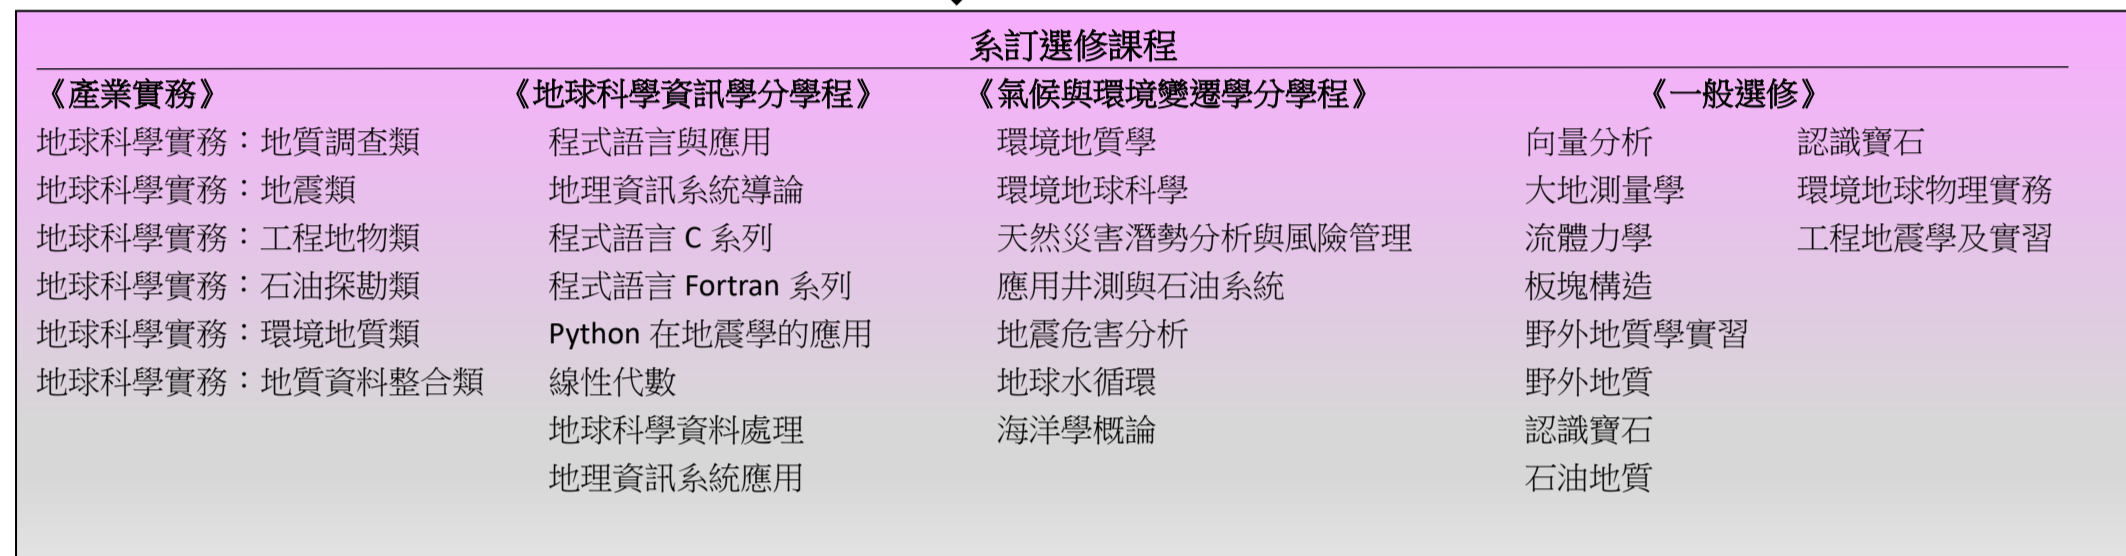 系訂選修課程
《產業實務》
地球科學實務：地質調查類
地球科學實務：地震類
地球科學實務：工程地物類
地球科學實務：石油探勘類
地球科學實務：環境地質類
地球科學實務：地質資料整合類
《地球科學資訊學分學程》
程式語言與應用
地理資訊系統導論
程式語言 C 系列
程式語言 Fortran 系列
Python 在地震學的應用
線性代數
地球科學資料處理
地理資訊系統應用
《氣候與環境變遷學分學程》
環境地質學
環境地球科學
天然災害潛勢分析與風險管理
應用井測與石油系統
地震危害分析
地球水循環
海洋學概論
《一般選修》
向量分析
大地測量學
流體力學
板塊構造
野外地質學實習
野外地質
認識寶石
石油地質
認識寶石
環境地球物理實務
工程地震學及實習